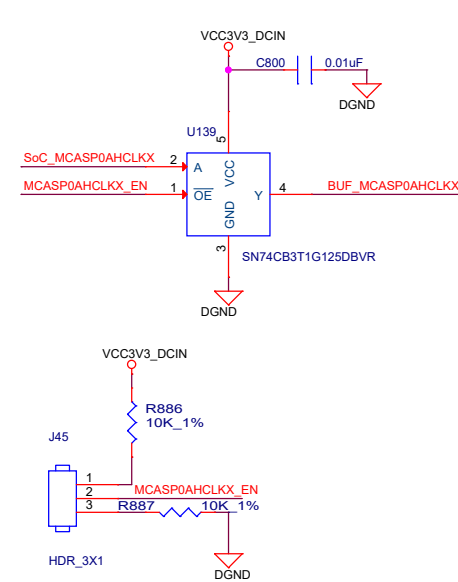 VCC3V3_DCIN
C800 0.01uF
DGND
U139
5
SoC_MCASP0AHCLKX 2 A VCC
MCASP0AHCLKX_EN 1 OE Y 4 BUF_MCASP0AHCLKX
GND
3
SN74CB3T1G125DBVR
DGND
VCC3V3_DCIN
R886
10K_1%
J45
1
2 MCASP0AHCLKX_EN
3 R887 10K_1%
HDR_3X1
DGND